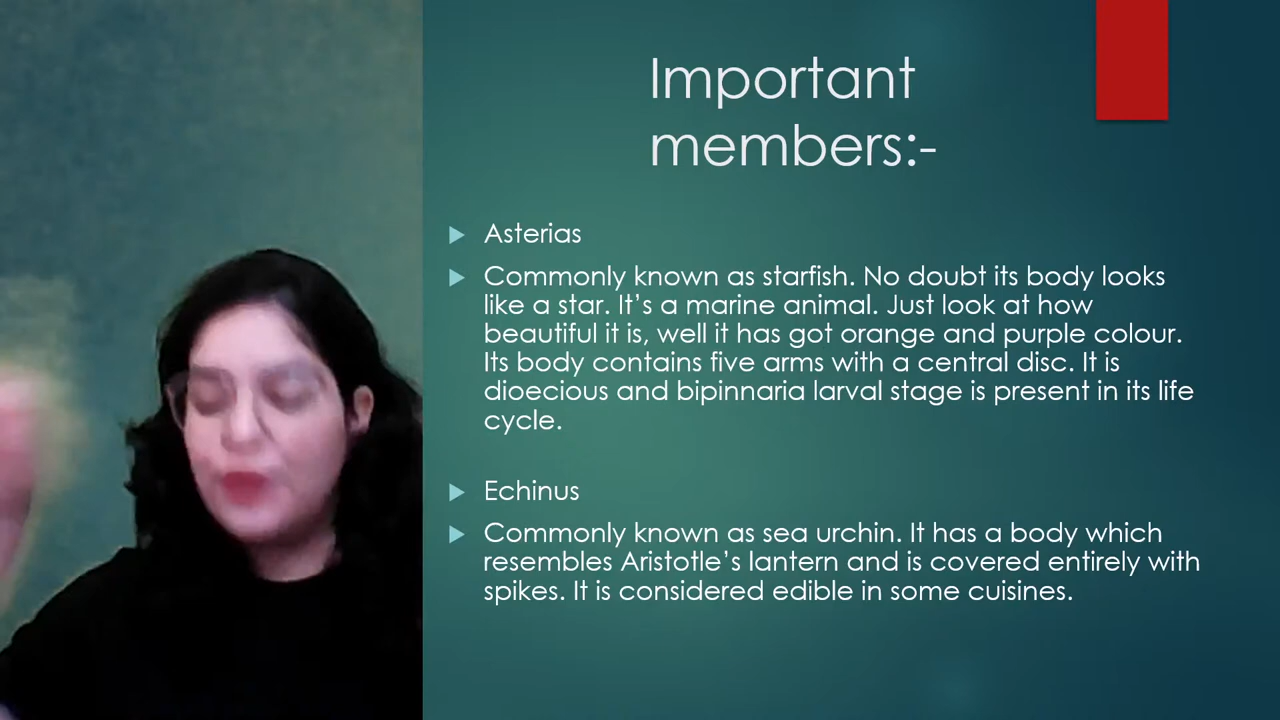 Important
members:-
Asterias
Commonly known as starfish. No doubt its body looks
like a star. It’s a marine animal. Just look at how
beautiful it is, well it has got orange and purple colour.
Its body contains five arms with a central disc. It is
dioecious and bipinnaria larval stage is present in its life
cycle.
Echinus
Commonly known as sea urchin. It has a body which
resembles Aristotle’s lantern and is covered entirely with
spikes. It is considered edible in some cuisines.